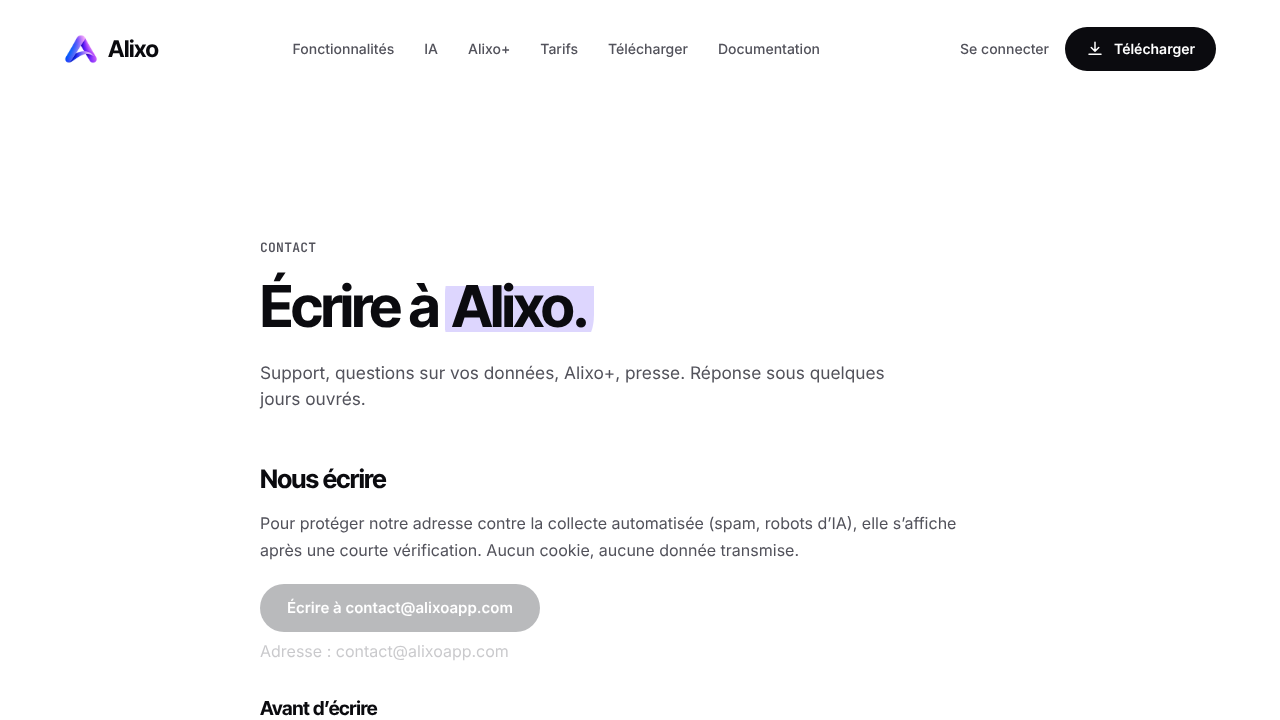 Alixo
Fonctionnalités
IA
Alixo+
Tarifs
Télécharger
Documentation
Se connecter
Télécharger
CONTACT
Écrire à Alixo.
Support, questions sur vos données, Alixo+, presse. Réponse sous quelques
jours ouvrés.
Nous écrire
Pour protéger notre adresse contre la collecte automatisée (spam, robots d’IA), elle s’affiche
après une courte vérification. Aucun cookie, aucune donnée transmise.
Écrire à contact@alixoapp.com
Adresse : contact@alixoapp.com
Avant d’écrire